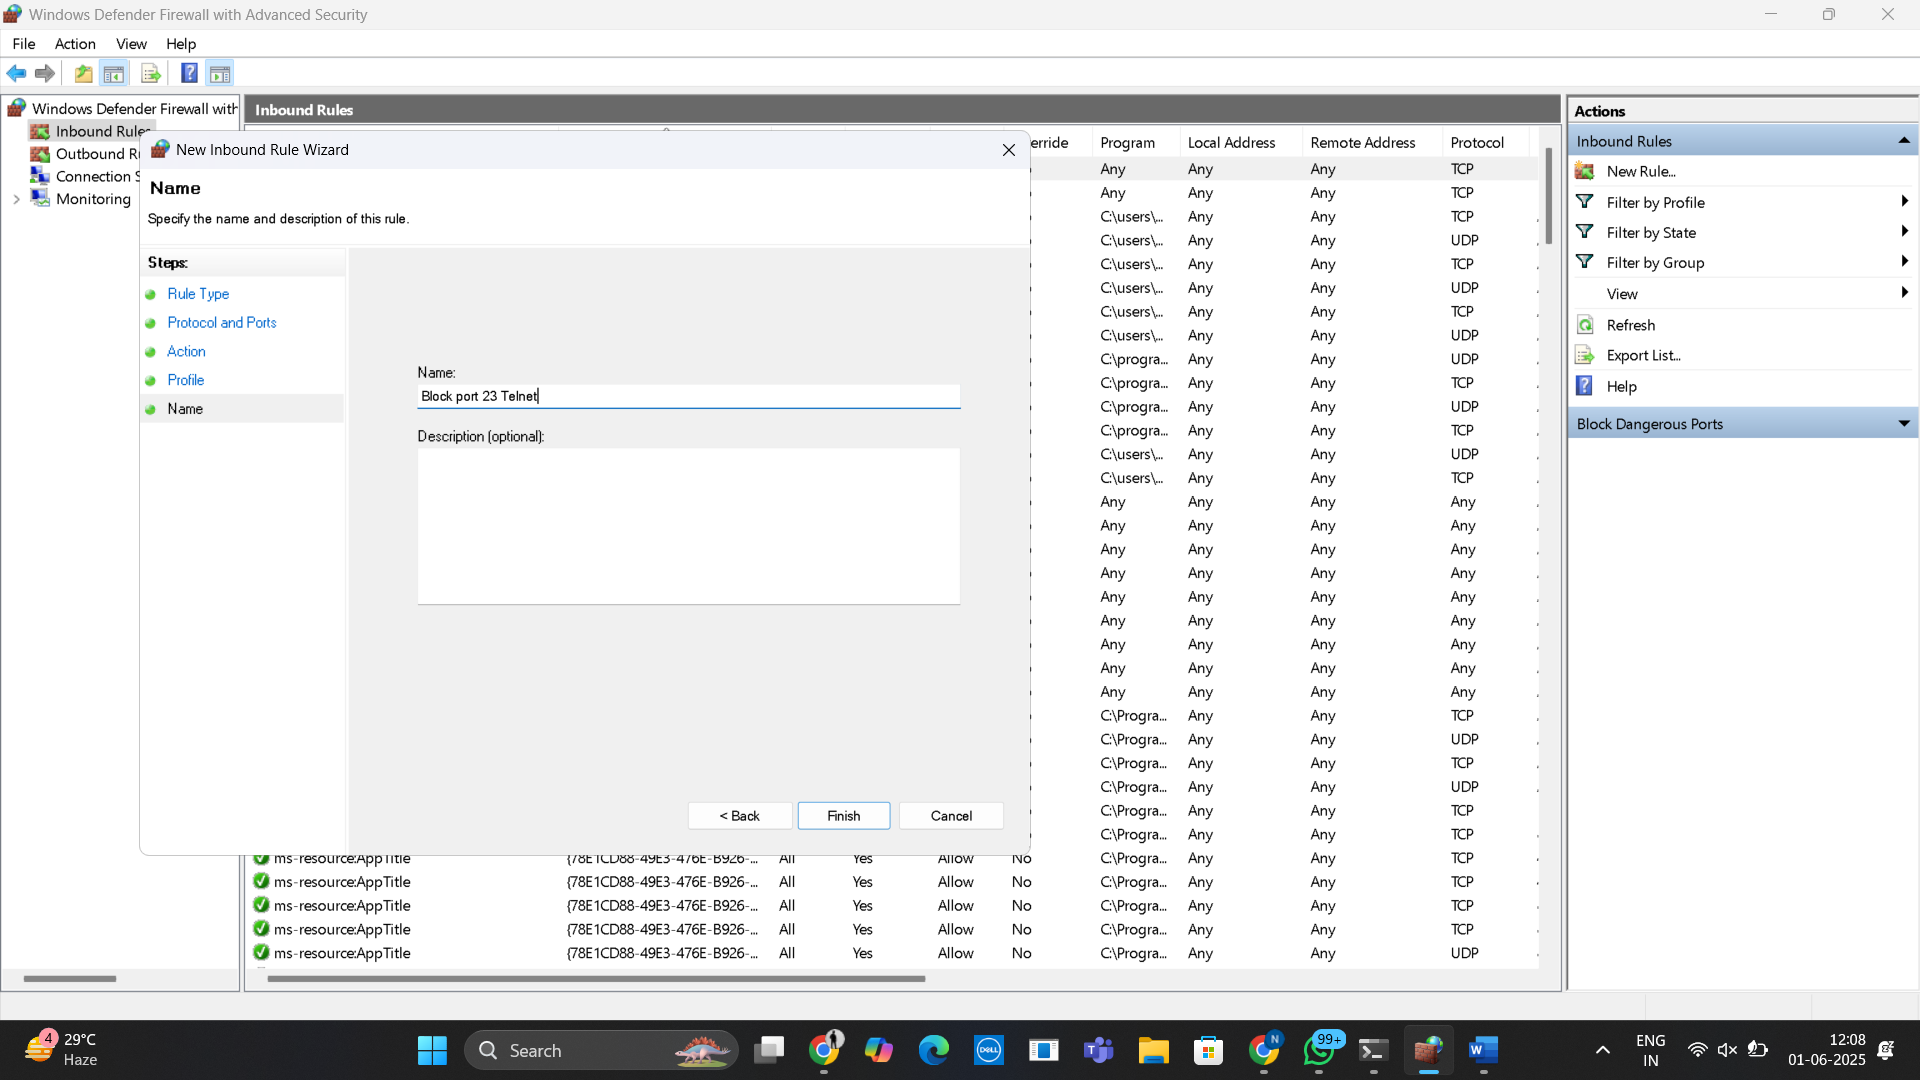 Windows Defender Firewall with Advanced Security
File Action View Help
Windows Defender Firewall with
Inbound Rules
Outbound Ru
Connection S
Monitoring
Inbound Rules
New Inbound Rule Wizard
Name
Specify the name and description of this rule.
Steps:
Rule Type
Protocol and Ports
Action
Profile
Name
Name:
Block port 23 Telnet
Description (optional):
< Back Finish Cancel
erride Program Local Address Remote Address Protocol
Any Any Any TCP
Any Any Any TCP
C:\users\... Any Any TCP
C:\users\... Any Any UDP
C:\users\... Any Any TCP
C:\users\... Any Any UDP
C:\users\... Any Any TCP
C:\users\... Any Any UDP
C:\progra... Any Any UDP
C:\progra... Any Any TCP
C:\progra... Any Any UDP
C:\progra... Any Any TCP
C:\users\... Any Any UDP
C:\users\... Any Any TCP
Any Any Any Any
Any Any Any Any
Any Any Any Any
Any Any Any Any
Any Any Any Any
Any Any Any Any
Any Any Any Any
Any Any Any Any
Any Any Any Any
C:\Progra... Any Any TCP
C:\Progra... Any Any UDP
C:\Progra... Any Any TCP
C:\Progra... Any Any UDP
C:\Progra... Any Any TCP
C:\Progra... Any Any TCP
ms-resource:AppTitle {78E1CD88-49E3-476E-B926-... All Yes Allow No C:\Progra... Any Any TCP
ms-resource:AppTitle {78E1CD88-49E3-476E-B926-... All Yes Allow No C:\Progra... Any Any TCP
ms-resource:AppTitle {78E1CD88-49E3-476E-B926-... All Yes Allow No C:\Progra... Any Any TCP
ms-resource:AppTitle {78E1CD88-49E3-476E-B926-... All Yes Allow No C:\Progra... Any Any TCP
ms-resource:AppTitle {78E1CD88-49E3-476E-B926-... All Yes Allow No C:\Progra... Any Any UDP
Actions
Inbound Rules
New Rule...
Filter by Profile
Filter by State
Filter by Group
View
Refresh
Export List...
Help
Block Dangerous Ports
4
29°C
Haze
Search
DELL
N
99+
ENG
IN
12:08
01-06-2025